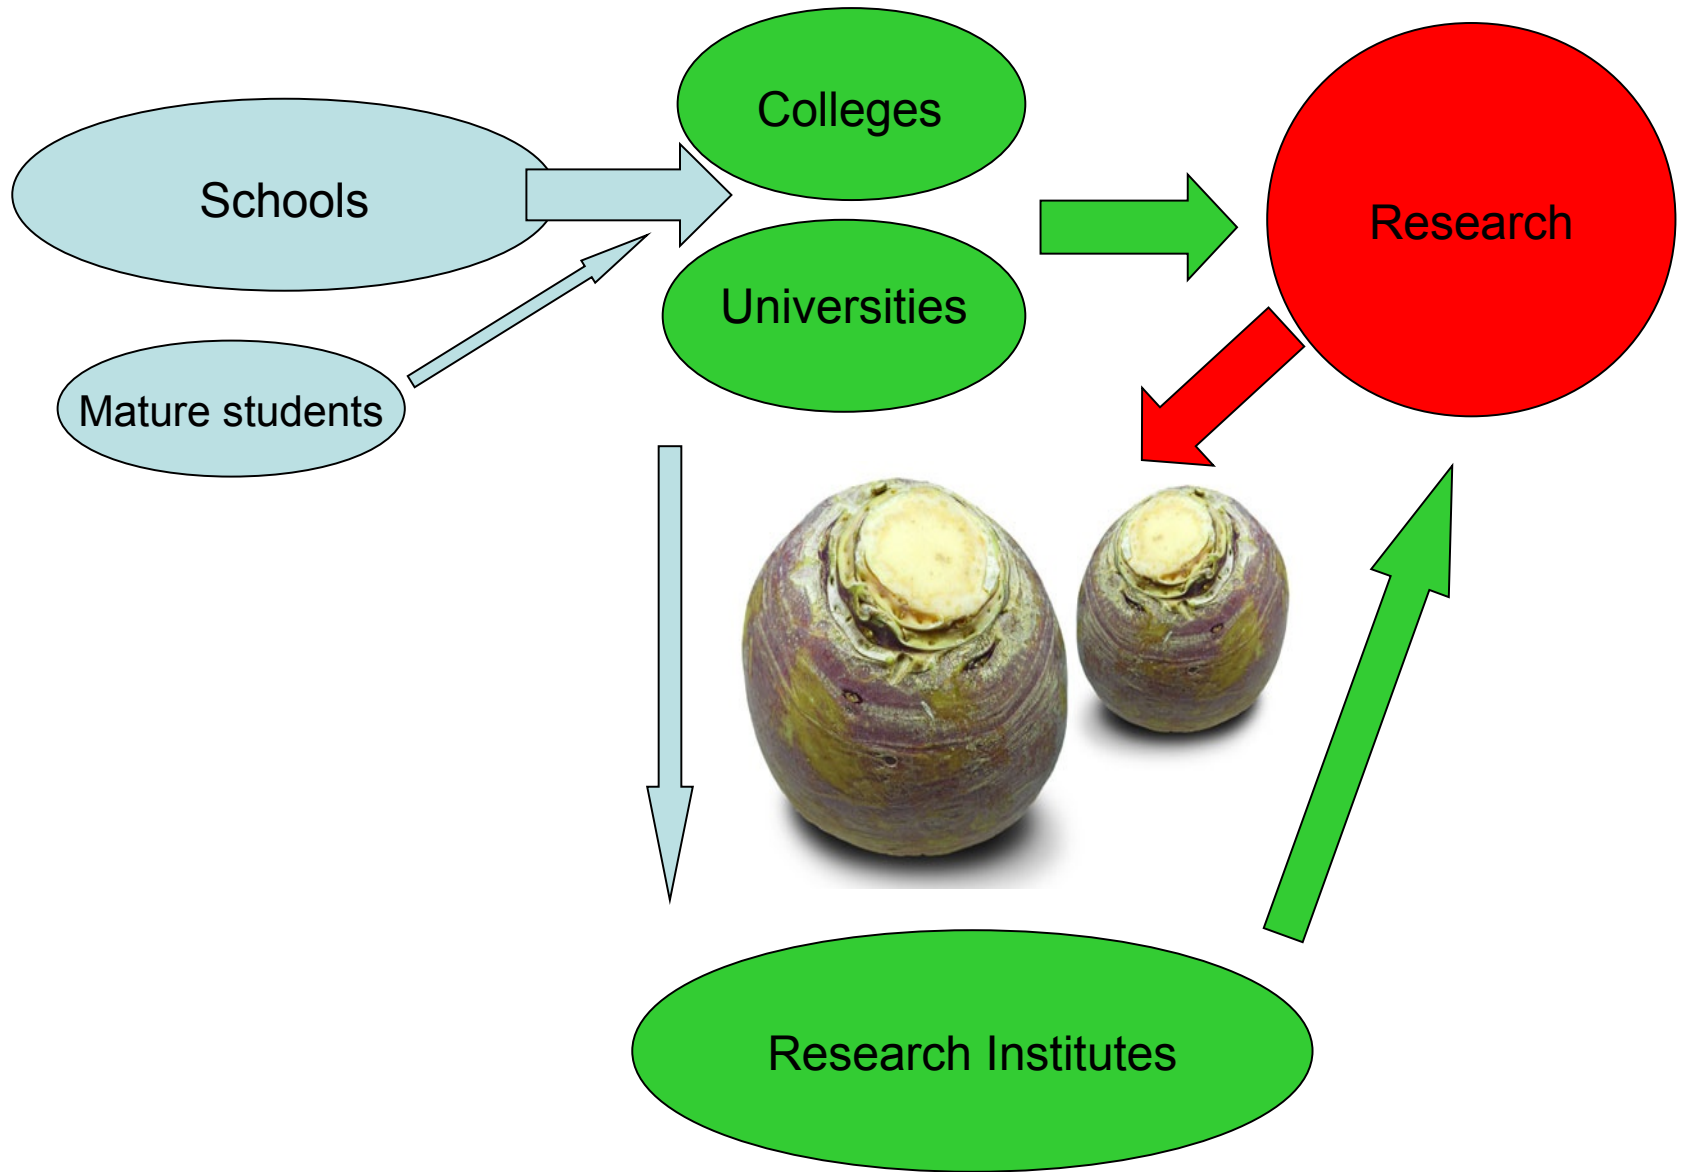 Colleges
Schools
Research
Universities
Mature students
Research Institutes